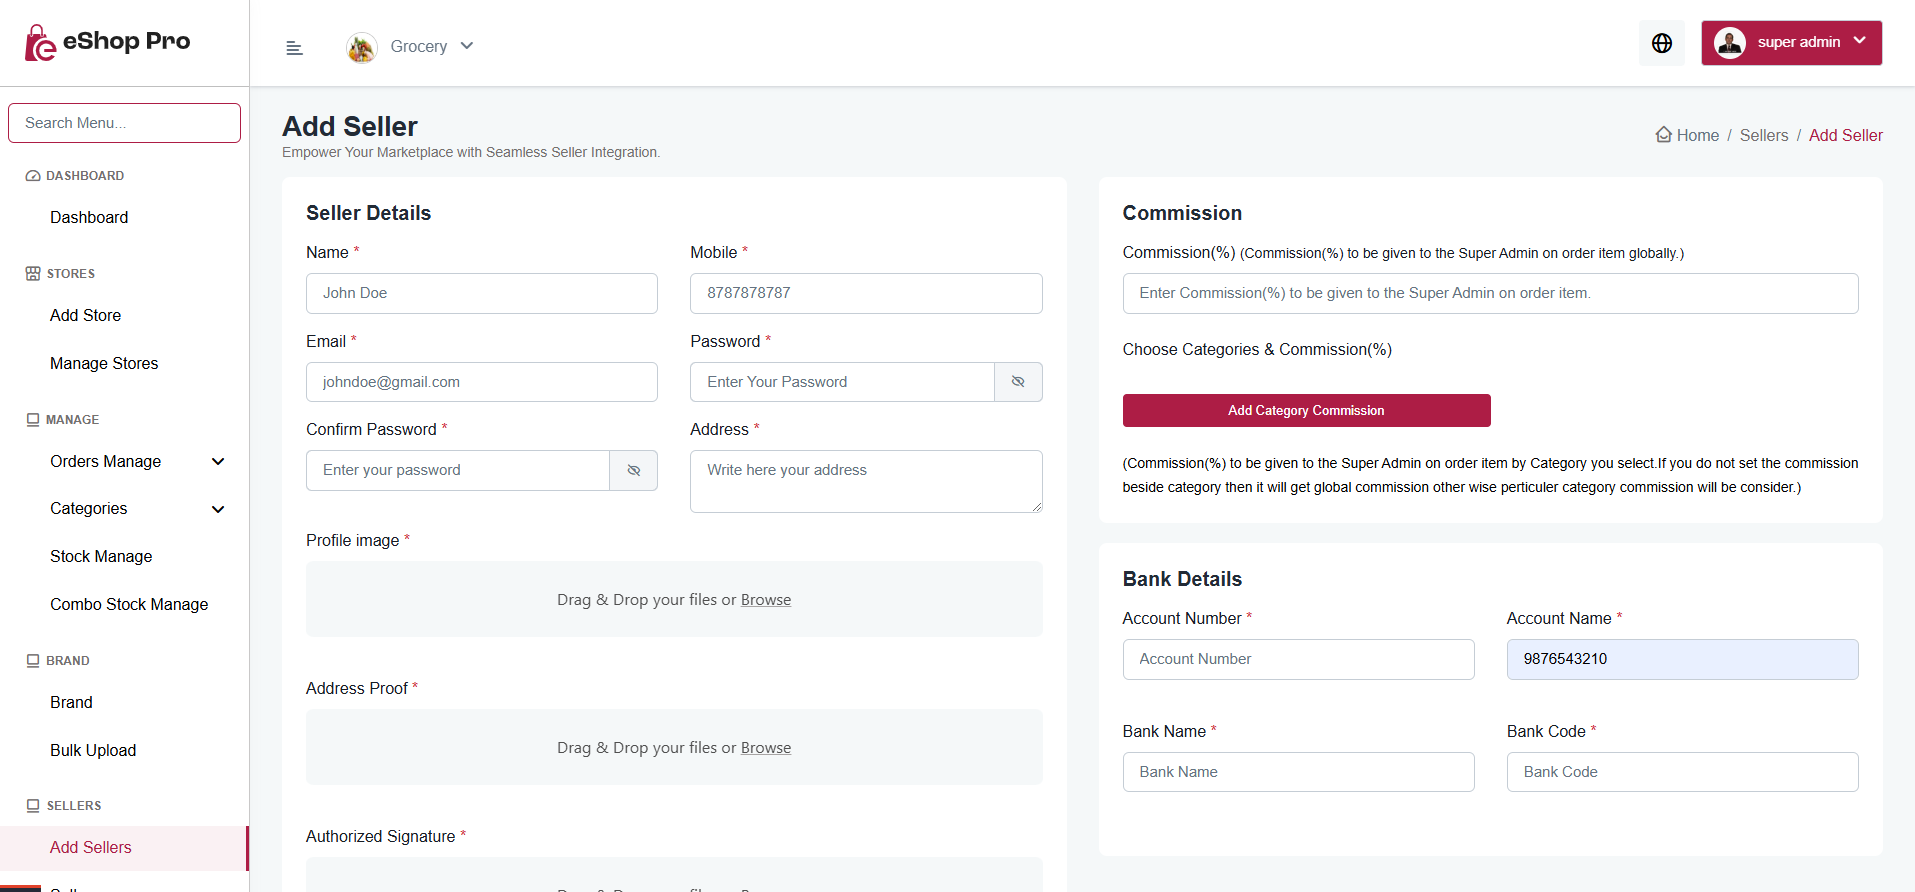 eShop Pro
Grocery
super admin
Search Menu...
DASHBOARD
Dashboard
STORES
Add Store
Manage Stores
MANAGE
Orders Manage
Categories
Stock Manage
Combo Stock Manage
BRAND
Brand
Bulk Upload
SELLERS
Add Sellers
Add Seller
Empower Your Marketplace with Seamless Seller Integration.
Home / Sellers / Add Seller
Seller Details
Name *
Mobile *
John Doe
8787878787
Email *
Password *
johndoe@gmail.com
Enter Your Password
Confirm Password *
Address *
Enter your password
Write here your address
Profile image *
Drag & Drop your files or Browse
Address Proof *
Drag & Drop your files or Browse
Authorized Signature *
Commission
Commission(%) (Commission(%) to be given to the Super Admin on order item globally.)
Enter Commission(%) to be given to the Super Admin on order item.
Choose Categories & Commission(%)
Add Category Commission
(Commission(%) to be given to the Super Admin on order item by Category you select.If you do not set the commission
beside category then it will get global commission other wise perticuler category commission will be consider.)
Bank Details
Account Number *
Account Name *
Account Number
9876543210
Bank Name *
Bank Code *
Bank Name
Bank Code